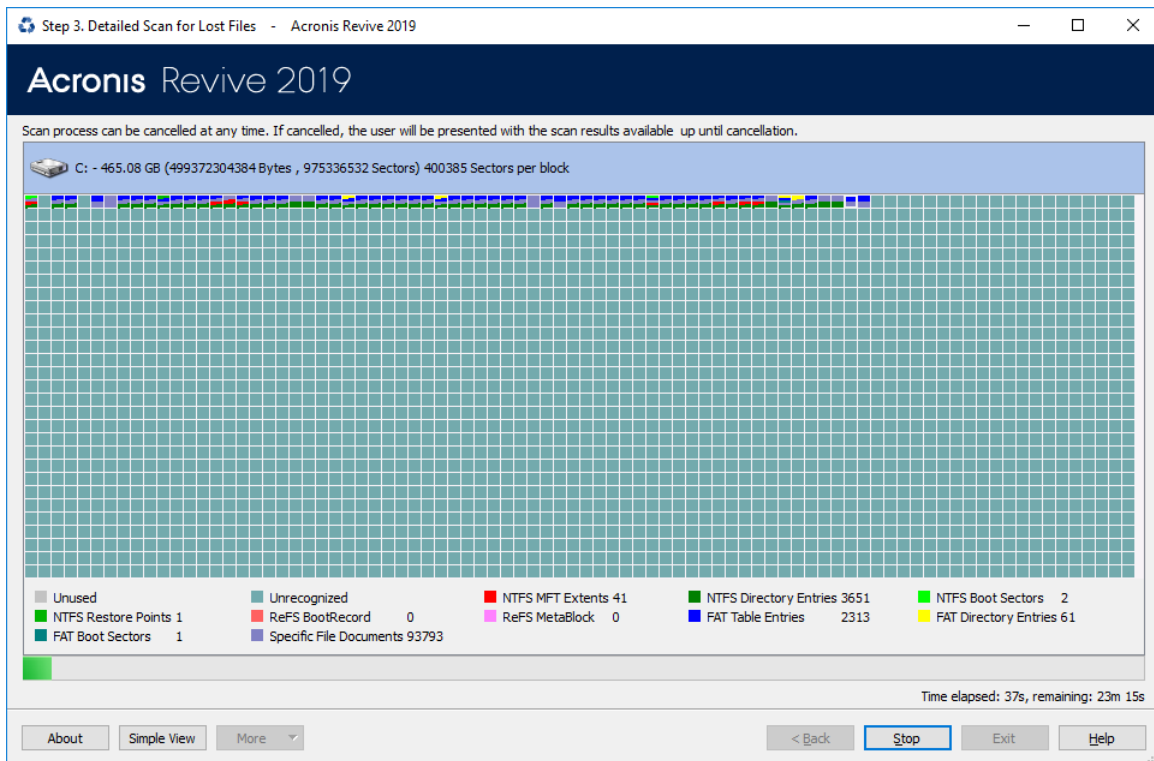 Step 3. Detailed Scan for Lost Files - Acronis Revive 2019
Acronis Revive 2019
Scan process can be cancelled at any time. If cancelled, the user will be presented with the scan results available up until cancellation.
C: - 465.08 GB (499372304384 Bytes , 975336532 Sectors) 400385 Sectors per block
Unused Unrecognized NTFS MFT Extents 41 NTFS Directory Entries 3651 NTFS Boot Sectors 2
NTFS Restore Points 1 ReFS BootRecord 0 ReFS MetaBlock 0 FAT Table Entries 2313 FAT Directory Entries 61
FAT Boot Sectors 1 Specific File Documents 93793
Time elapsed: 37s, remaining: 23m 15s
About Simple View More < Back Stop Exit Help